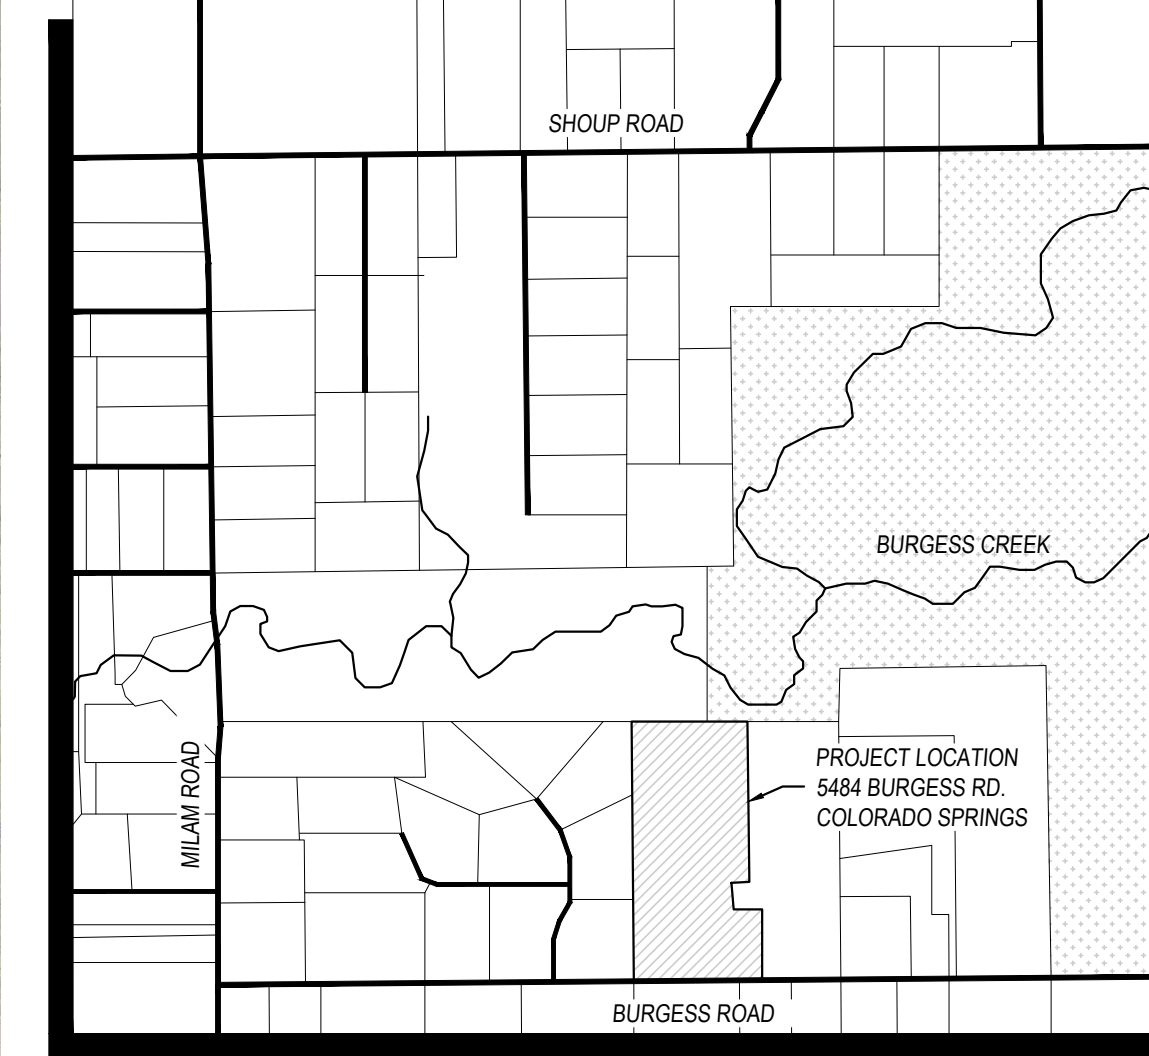 SHOUP ROAD
BURGESS CREEK
MILAM ROAD
PROJECT LOCATION
5484 BURGESS RD.
COLORADO SPRINGS
BURGESS ROAD